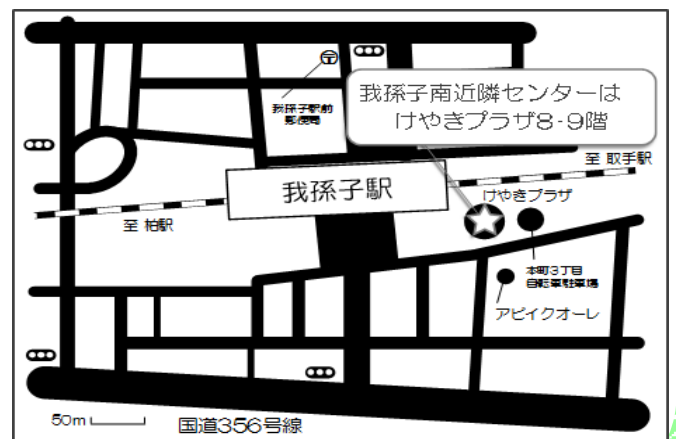 〒
我孫子駅前
郵便局
我孫子南近隣センターは
けやきプラザ8・9階
至 取手駅
我孫子駅
けやきプラザ
至 柏駅
本町3丁目
自転車駐車場
アビイクオーレ
50m
国道356号線